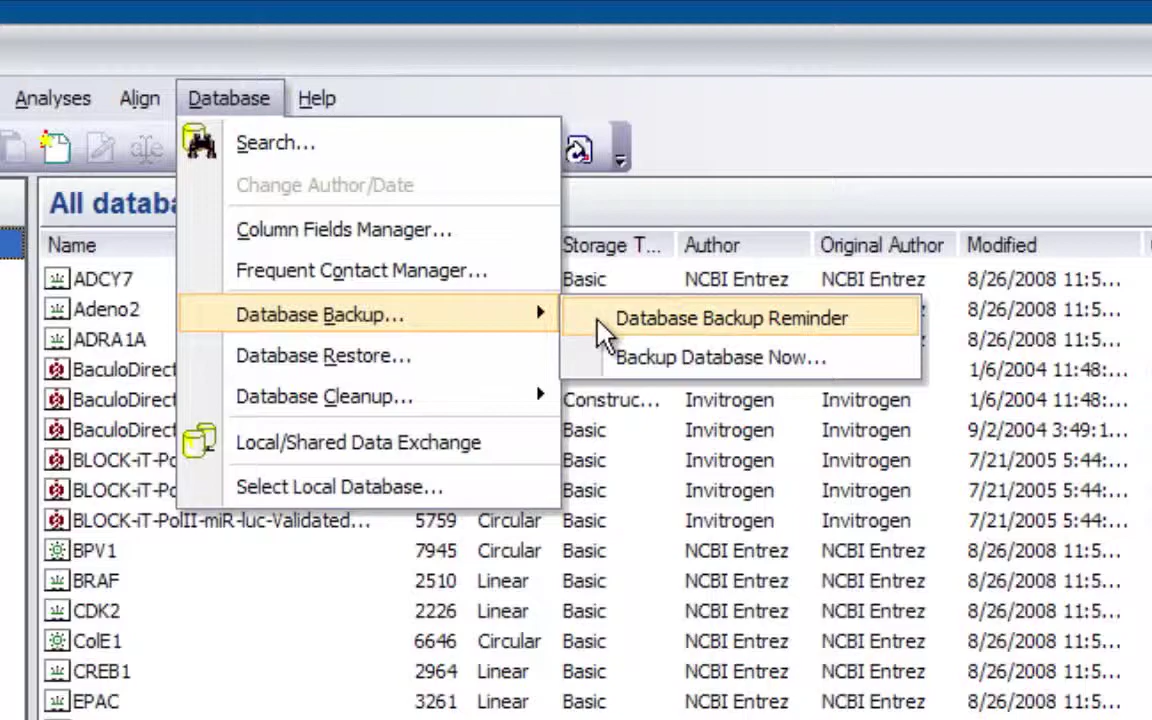 Analyses Align Database Help
Search...
Change Author/Date
Column Fields Manager...
Frequent Contact Manager...
Database Backup...
Database Restore...
Database Cleanup...
Local/Shared Data Exchange
Select Local Database...
Database Backup Reminder
Backup Database Now...
All databa
Name Storage T... Author Original Author Modified
ADCY7 Basic NCBI Entrez NCBI Entrez 8/26/2008 11:5...
Adeno2 8/26/2008 11:5...
ADRA1A 8/26/2008 11:5...
BaculoDirect 1/6/2004 11:48:...
BaculoDirect Construc... Invitrogen Invitrogen 1/6/2004 11:48:...
BaculoDirect Basic Invitrogen Invitrogen 9/2/2004 3:49:1...
BLOCK-iT-Po Basic Invitrogen Invitrogen 7/21/2005 5:44:...
BLOCK-iT-Po Basic Invitrogen Invitrogen 7/21/2005 5:44:...
BLOCK-iT-PolII-miR-luc-Validated... 5759 Circular Basic Invitrogen Invitrogen 7/21/2005 5:44:...
BPV1 7945 Circular Basic NCBI Entrez NCBI Entrez 8/26/2008 11:5...
BRAF 2510 Linear Basic NCBI Entrez NCBI Entrez 8/26/2008 11:5...
CDK2 2226 Linear Basic NCBI Entrez NCBI Entrez 8/26/2008 11:5...
ColE1 6646 Circular Basic NCBI Entrez NCBI Entrez 8/26/2008 11:5...
CREB1 2964 Linear Basic NCBI Entrez NCBI Entrez 8/26/2008 11:5...
EPAC 3261 Linear Basic NCBI Entrez NCBI Entrez 8/26/2008 11:5...